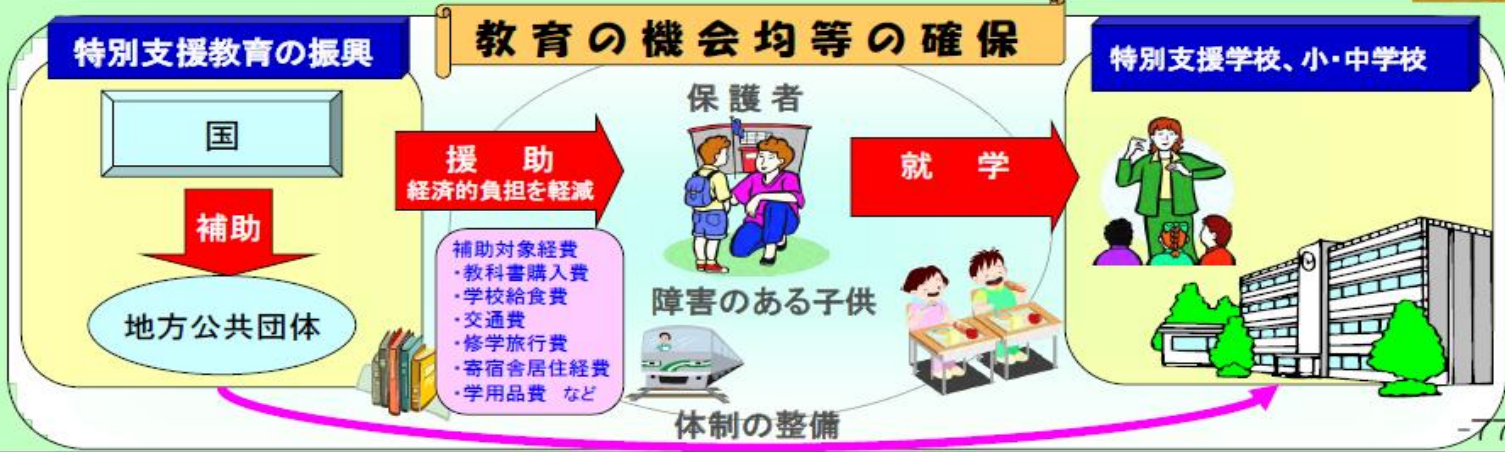 教育の機会均等の確保
特別支援教育の振興
国
補助
地方公共団体
援 助
経済的負担を軽減
補助対象経費
・教科書購入費
・学校給食費
・交通費
・修学旅行費
・寄宿舎居住経費
・学用品費 など
保護者
障害のある子供
体制の整備
就 学
特別支援学校、小・中学校
-77